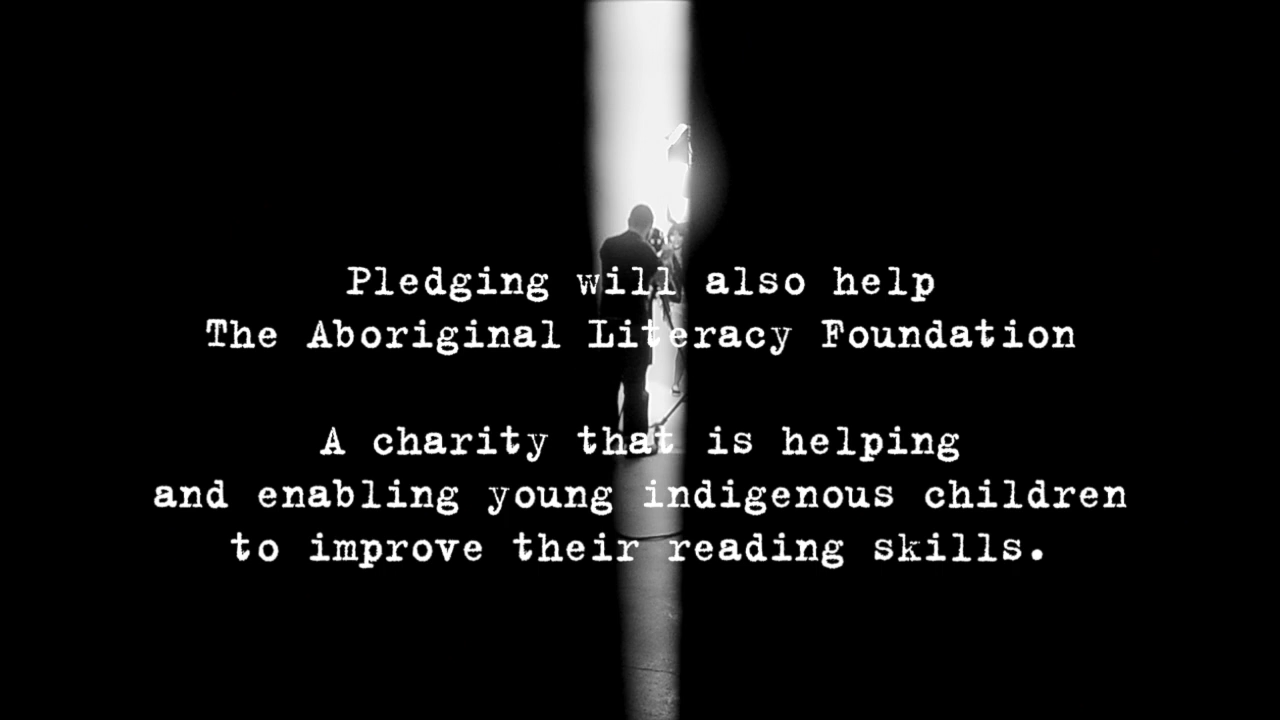 Pledging will also help
The Aboriginal Literacy Foundation
A charity that is helping
and enabling young indigenous children
to improve their reading skills.